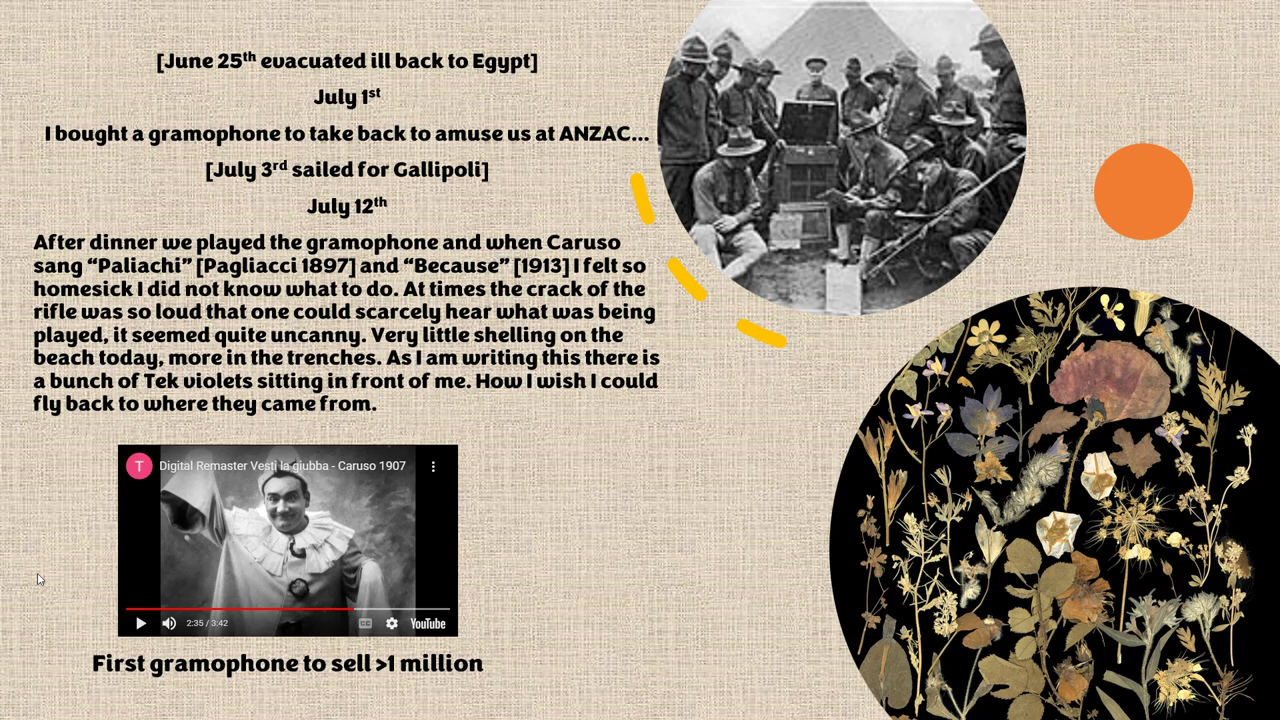 [June 25th evacuated ill back to Egypt]
July 1st
I bought a gramophone to take back to amuse us at ANZAC...
[July 3rd sailed for Gallipoli]
July 12th
After dinner we played the gramophone and when Caruso
sang “Paliachi” [Pagliacci 1897] and “Because” [1913] I felt so
homesick I did not know what to do. At times the crack of the
rifle was so loud that one could scarcely hear what was being
played, it seemed quite uncanny. Very little shelling on the
beach today, more in the trenches. As I am writing this there is
a bunch of Tek violets sitting in front of me. How I wish I could
fly back to where they came from.
T Digital Remaster Vesti la giubba - Caruso 1907
2:35 / 3:42 CC YouTube
First gramophone to sell >1 million